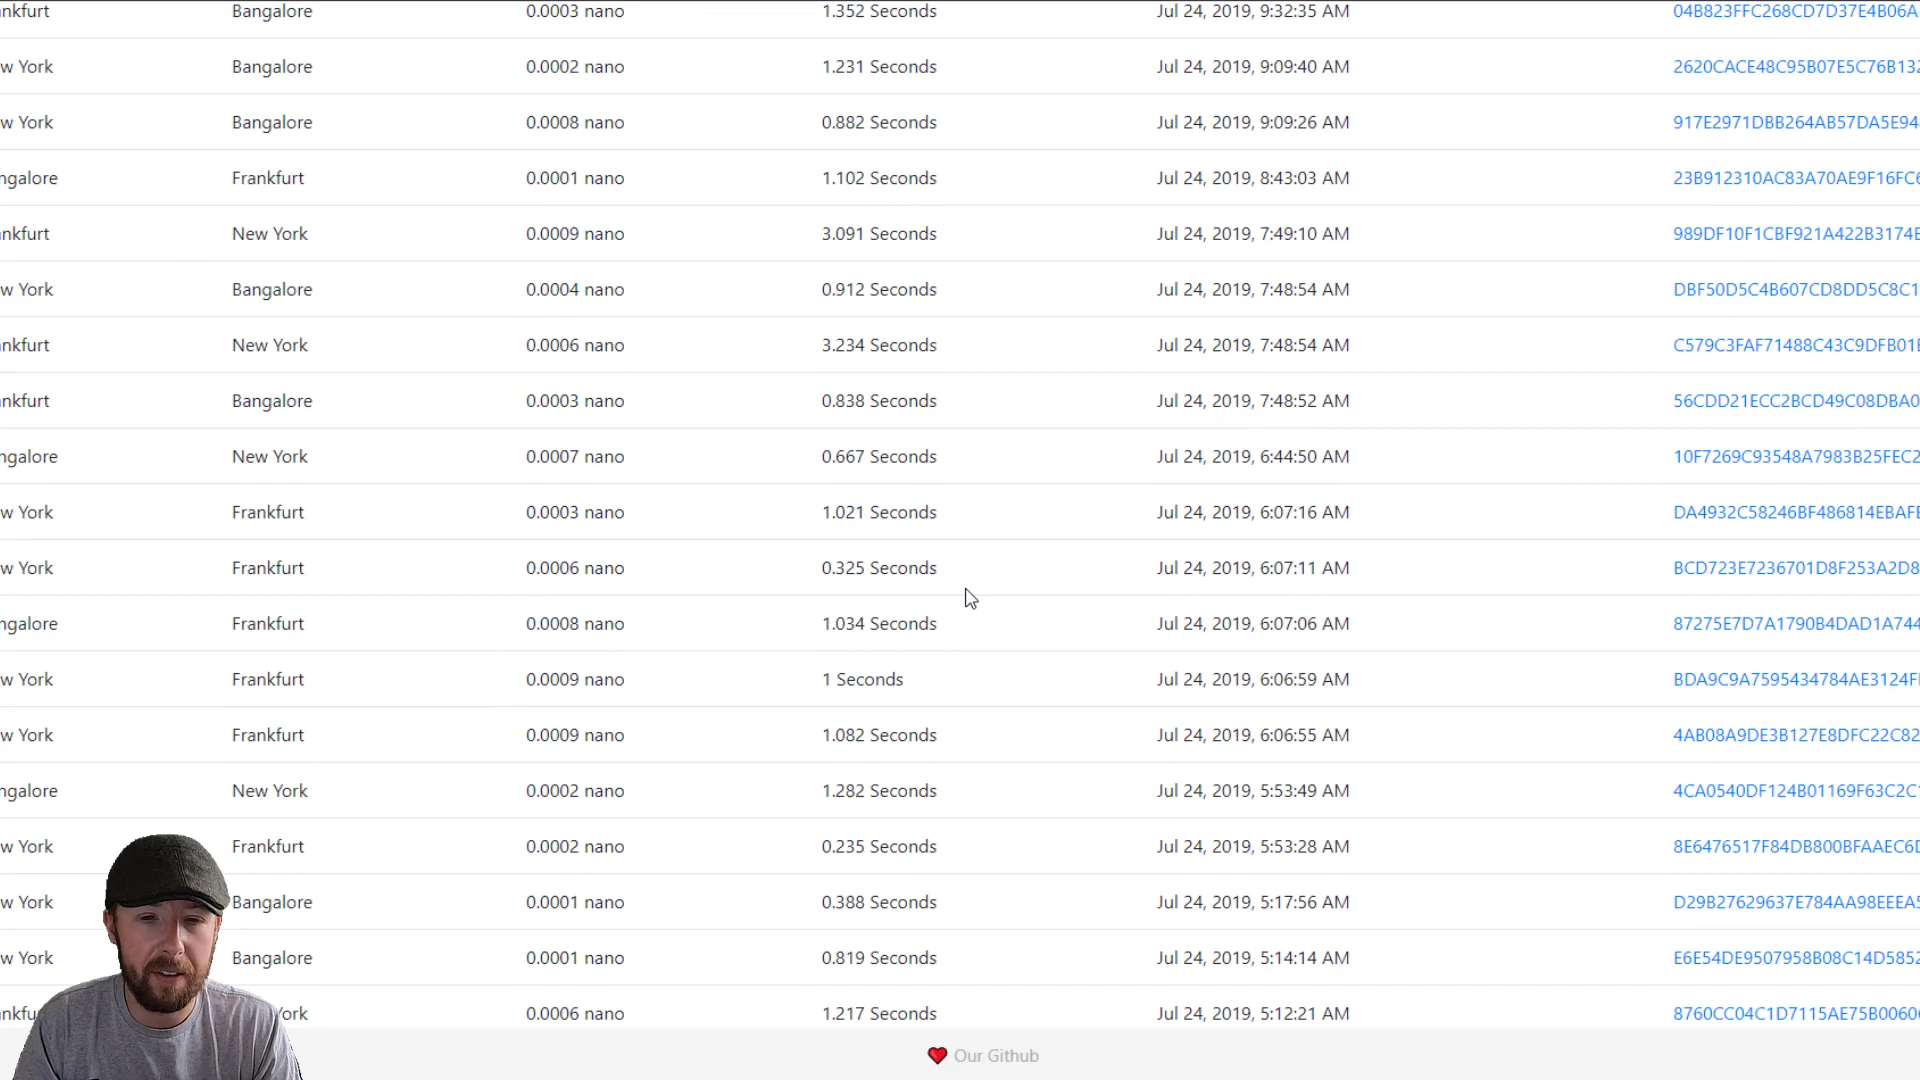 nkfurt Bangalore 0.0003 nano 1.352 Seconds Jul 24, 2019, 9:32:35 AM 04B823FFC268CD7D37E4B06A
w York Bangalore 0.0002 nano 1.231 Seconds Jul 24, 2019, 9:09:40 AM 2620CACE48C95B07E5C76B132
w York Bangalore 0.0008 nano 0.882 Seconds Jul 24, 2019, 9:09:26 AM 917E2971DBB264AB57DA5E94
ngalore Frankfurt 0.0001 nano 1.102 Seconds Jul 24, 2019, 8:43:03 AM 23B912310AC83A70AE9F16FC6
nkfurt New York 0.0009 nano 3.091 Seconds Jul 24, 2019, 7:49:10 AM 989DF10F1CBF921A422B3174E
w York Bangalore 0.0004 nano 0.912 Seconds Jul 24, 2019, 7:48:54 AM DBF50D5C4B607CD8DD5C8C1
nkfurt New York 0.0006 nano 3.234 Seconds Jul 24, 2019, 7:48:54 AM C579C3FAF71488C43C9DFB01E
nkfurt Bangalore 0.0003 nano 0.838 Seconds Jul 24, 2019, 7:48:52 AM 56CDD21ECC2BCD49C08DBA0
ngalore New York 0.0007 nano 0.667 Seconds Jul 24, 2019, 6:44:50 AM 10F7269C93548A7983B25FEC2
w York Frankfurt 0.0003 nano 1.021 Seconds Jul 24, 2019, 6:07:16 AM DA4932C58246BF486814EBAFE
w York Frankfurt 0.0006 nano 0.325 Seconds Jul 24, 2019, 6:07:11 AM BCD723E7236701D8F253A2D8
ngalore Frankfurt 0.0008 nano 1.034 Seconds Jul 24, 2019, 6:07:06 AM 87275E7D7A1790B4DAD1A744
w York Frankfurt 0.0009 nano 1 Seconds Jul 24, 2019, 6:06:59 AM BDA9C9A7595434784AE3124F
w York Frankfurt 0.0009 nano 1.082 Seconds Jul 24, 2019, 6:06:55 AM 4AB08A9DE3B127E8DFC22C82
ngalore New York 0.0002 nano 1.282 Seconds Jul 24, 2019, 5:53:49 AM 4CA0540DF124B01169F63C2C
w York Frankfurt 0.0002 nano 0.235 Seconds Jul 24, 2019, 5:53:28 AM 8E6476517F84DB800BFAAEC6D
w York Bangalore 0.0001 nano 0.388 Seconds Jul 24, 2019, 5:17:56 AM D29B27629637E784AA98EEEA5
w York Bangalore 0.0001 nano 0.819 Seconds Jul 24, 2019, 5:14:14 AM E6E54DE9507958B08C14D5852
nkfu ork 0.0006 nano 1.217 Seconds Jul 24, 2019, 5:12:21 AM 8760CC04C1D7115AE75B0060
Our Github